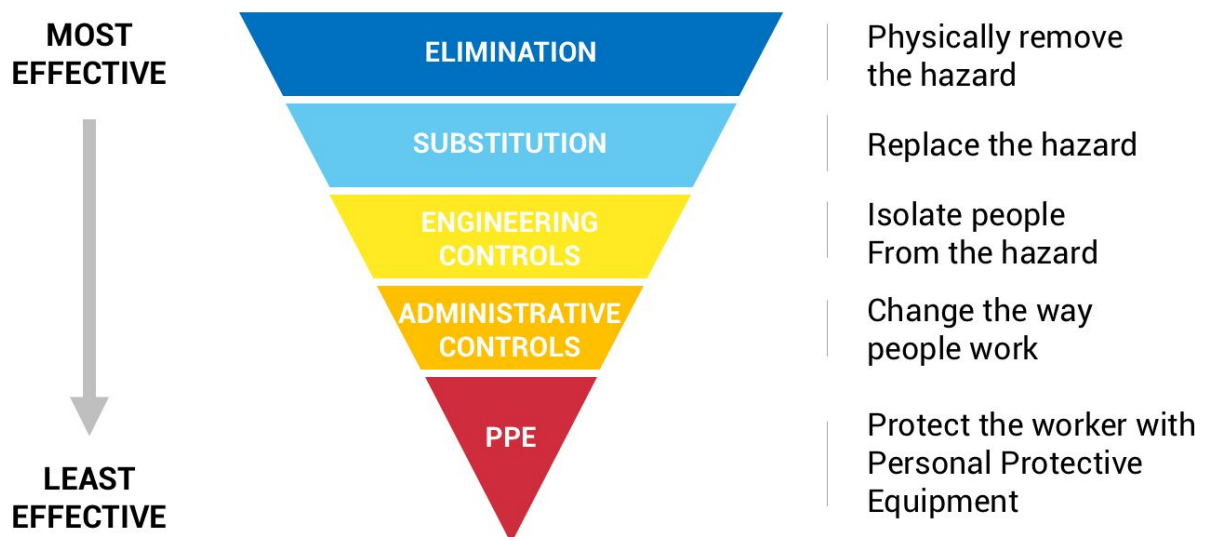 MOST
EFFECTIVE
LEAST
EFFECTIVE
ELIMINATION
Physically remove
the hazard
SUBSTITUTION
Replace the hazard
ENGINEERING
CONTROLS
Isolate people
From the hazard
ADMINISTRATIVE
CONTROLS
Change the way
people work
PPE
Protect the worker with
Personal Protective
Equipment